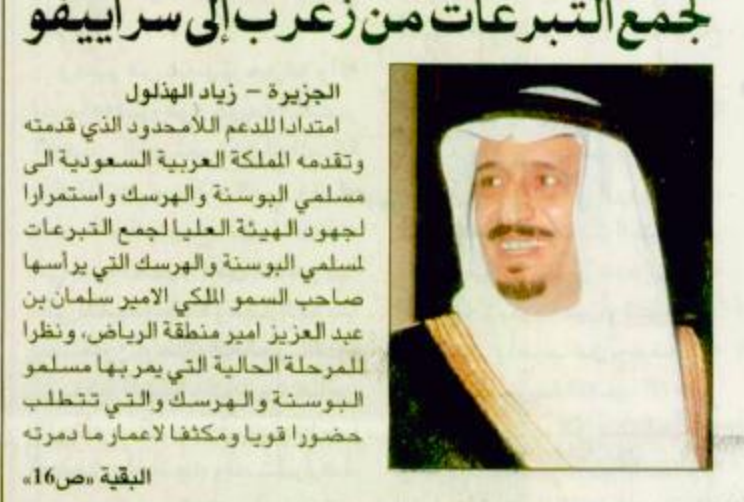 لجمع التبرعات من زغرب إلى سراييفو
الجزيرة – زياد الهذلول
امتدادا للدعم اللامحدود الذي قدمته
وتقدمه المملكة العربية السعودية الى
مسلمي البوسنة والهرسك واستمرارا
لجهود الهيئة العليا لجمع التبرعات
لمسلمي البوسنة والهرسك التي يرأسها
صاحب السمو الملكي الامير سلمان بن
عبد العزيز امير منطقة الرياض، ونظرا
للمرحلة الحالية التي يمر بها مسلمو
البوسنة والهرسك والتي تتطلب
حضورا قويا ومكثفا لاعمار ما دمرته
البقية «ص16»